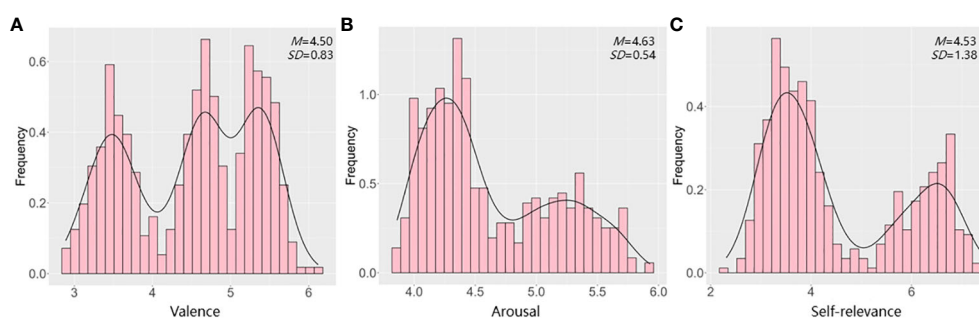 A
M=4.50
SD=0.83
Frequency
0.6
0.4
0.2
0.0
3 4 5 6
Valence
B
M=4.63
SD=0.54
Frequency
1.0
0.5
0.0
4.0 4.5 5.0 5.5 6.0
Arousal
C
M=4.53
SD=1.38
Frequency
0.4
0.2
0.0
2 4 6
Self-relevance